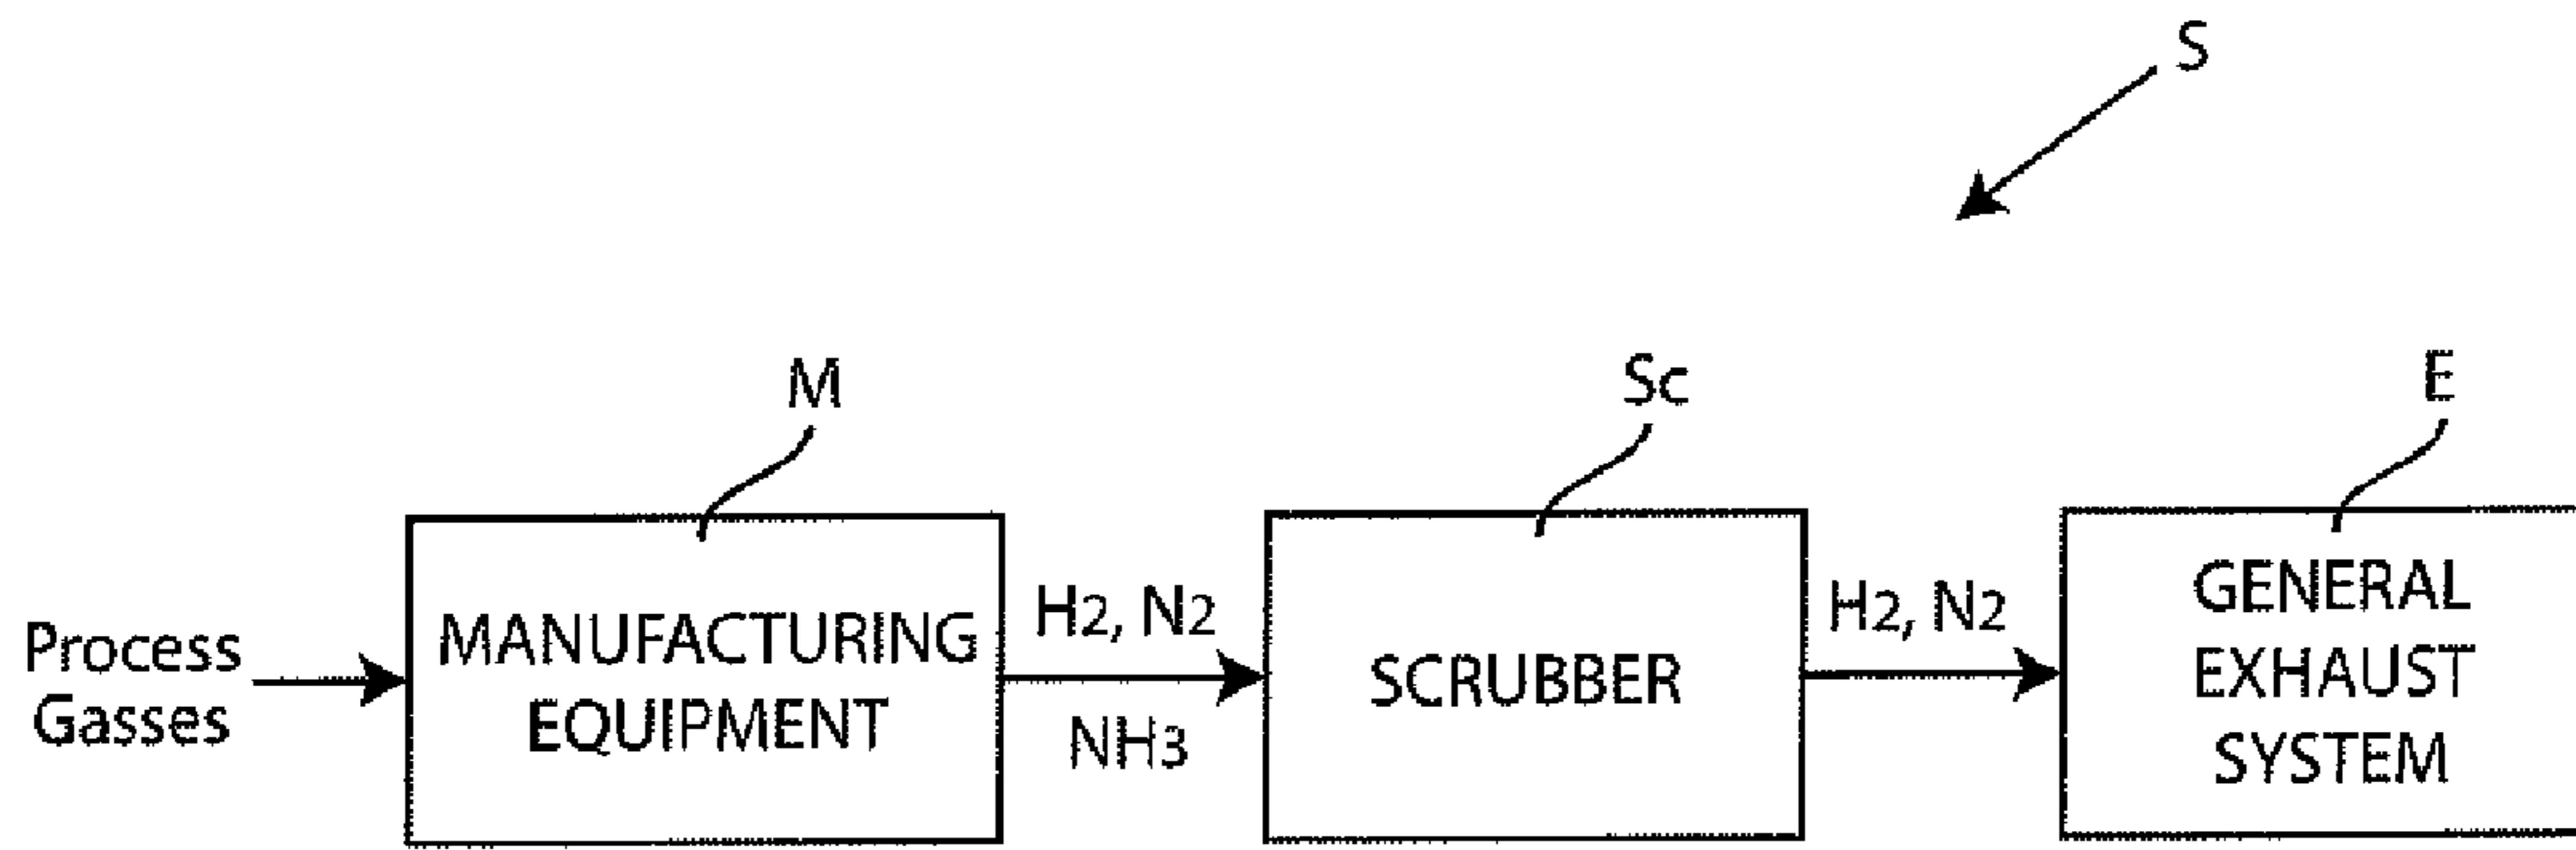 S
M
Sc
E
Process
Gasses
MANUFACTURING
EQUIPMENT
H2, N2
NH3
SCRUBBER
H2, N2
GENERAL
EXHAUST
SYSTEM